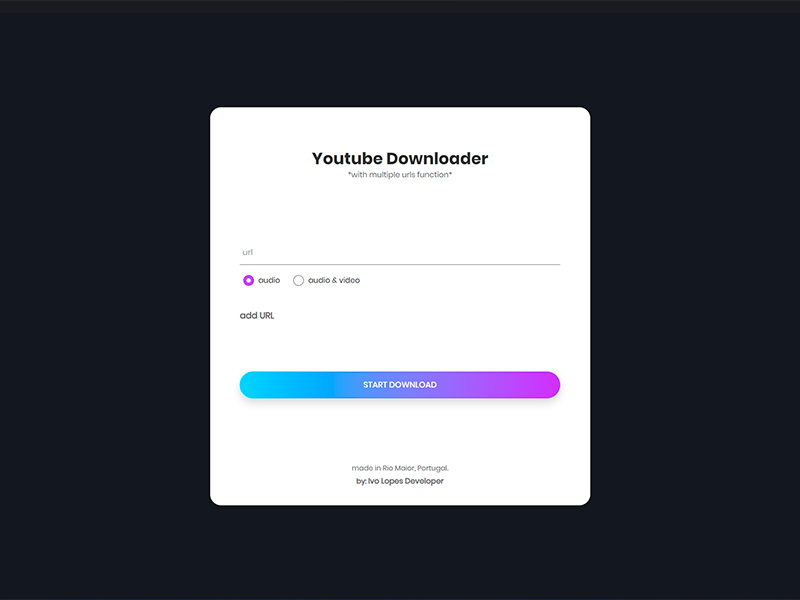 Youtube Downloader
*with multiple urls function*
url
audio audio & video
add URL
START DOWNLOAD
made in Rio Maior, Portugal.
by: Ivo Lopes Developer